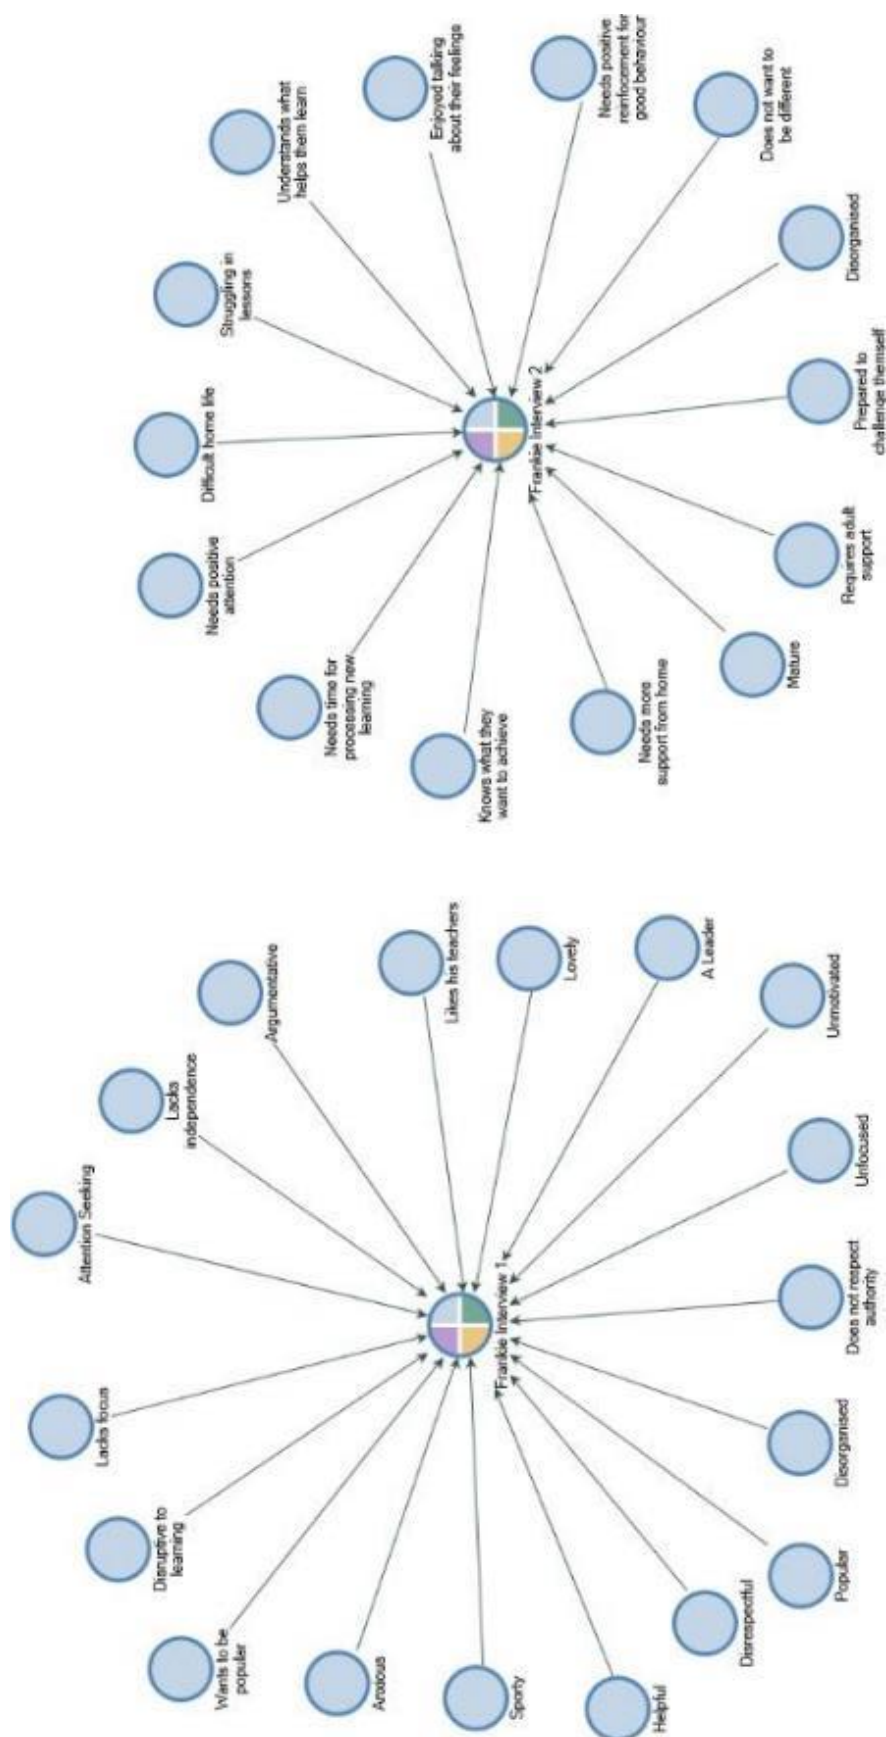 Attention Seeking
Lacks focus
Lacks
independence
Disruptive to
learning
Wants to be
popular
Argumentative
Anxious
Likes his teachers
Sporty
Frankie Interview 1
Lovely
Helpful
A Leader
Disrespectful
Popular
Disorganised
Does not respect
authority
Unfocused
Unmotivated
Difficult home life
Needs positive
attention
Struggling in
lessons
Understands what
helps them learn
Needs time for
processing new
learning
Enjoyed talking
about their feelings
Knows what they
want to achieve
Frankie Interview 2
Needs positive
reinfocement for
good behaviour
Needs more
support from home
Does not want to
be different
Mature
Requires adult
support
Prepared to
challenge themself
Disorganised